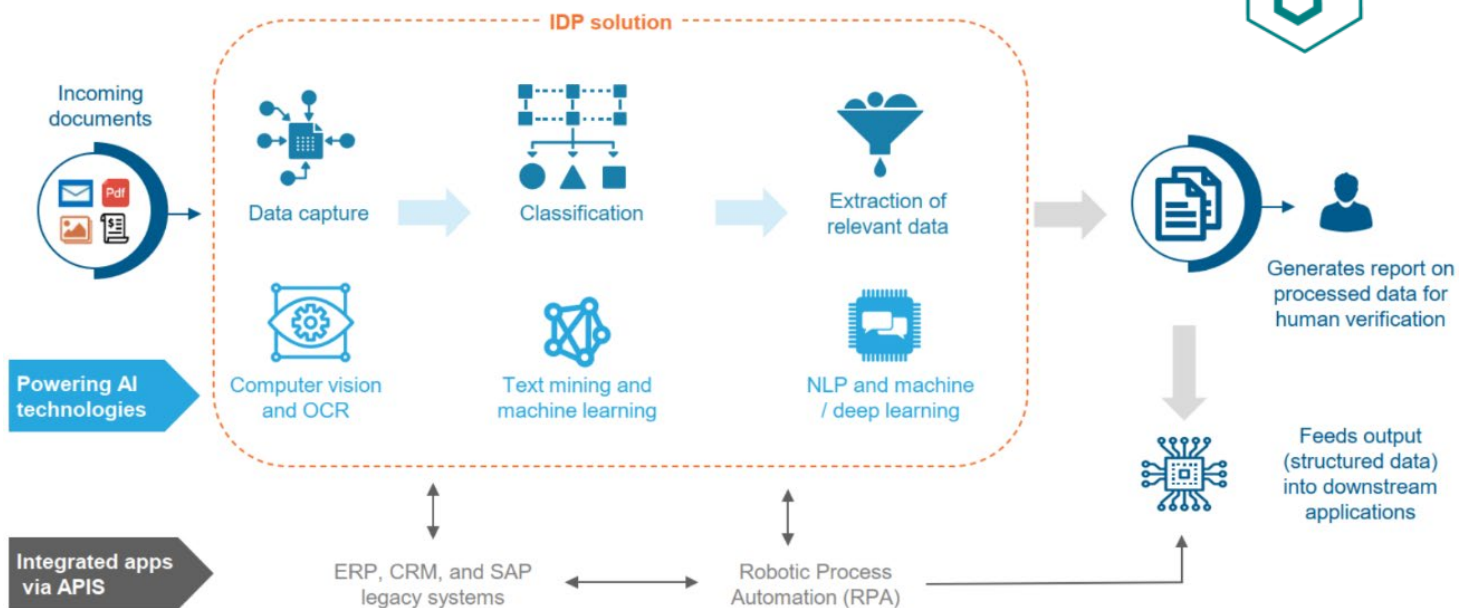 IDP solution
Incoming
documents
Pdf
$
Data capture
Classification
Extraction of
relevant data
Generates report on
processed data for
human verification
Powering AI
technologies
Computer vision
and OCR
Text mining and
machine learning
NLP and machine
/ deep learning
Feeds output
(structured data)
into downstream
applications
Integrated apps
via APIS
ERP, CRM, and SAP
legacy systems
Robotic Process
Automation (RPA)